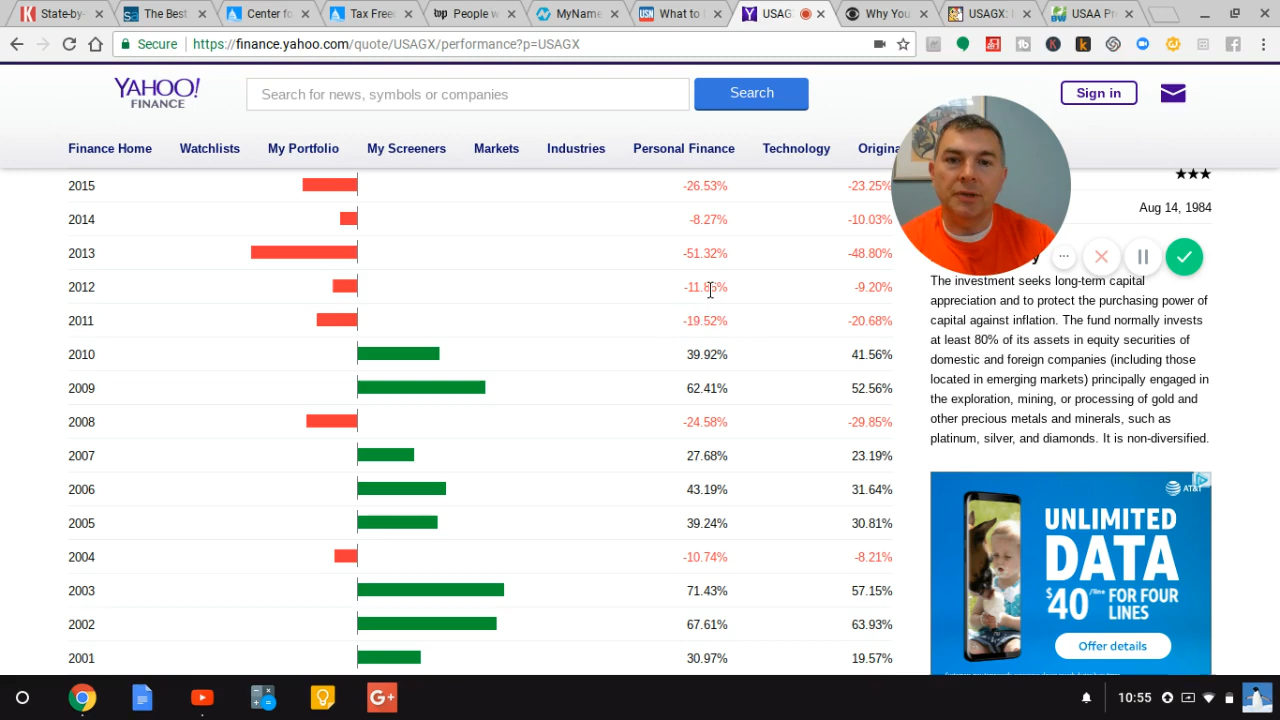 State-by-
The Best
Center fo
Tax Free
People w
MyName
What to i
USAG
Why You
USAGX:
USAA Pr
Secure
https://finance.yahoo.com/quote/USAGX/performance?p=USAGX
YAHOO!
FINANCE
Search for news, symbols or companies
Search
Sign in
Finance Home Watchlists My Portfolio My Screeners Markets Industries Personal Finance Technology Origina
2015 -26.53% -23.25%
2014 -8.27% -10.03%
2013 -51.32% -48.80%
2012 -11.86% -9.20%
2011 -19.52% -20.68%
2010 39.92% 41.56%
2009 62.41% 52.56%
2008 -24.58% -29.85%
2007 27.68% 23.19%
2006 43.19% 31.64%
2005 39.24% 30.81%
2004 -10.74% -8.21%
2003 71.43% 57.15%
2002 67.61% 63.93%
2001 30.97% 19.57%
★★★
Aug 14, 1984
y
The investment seeks long-term capital
appreciation and to protect the purchasing power of
capital against inflation. The fund normally invests
at least 80% of its assets in equity securities of
domestic and foreign companies (including those
located in emerging markets) principally engaged in
the exploration, mining, or processing of gold and
other precious metals and minerals, such as
platinum, silver, and diamonds. It is non-diversified.
AT&T
UNLIMITED
DATA
$40 /line FOR FOUR
LINES
Offer details
10:55